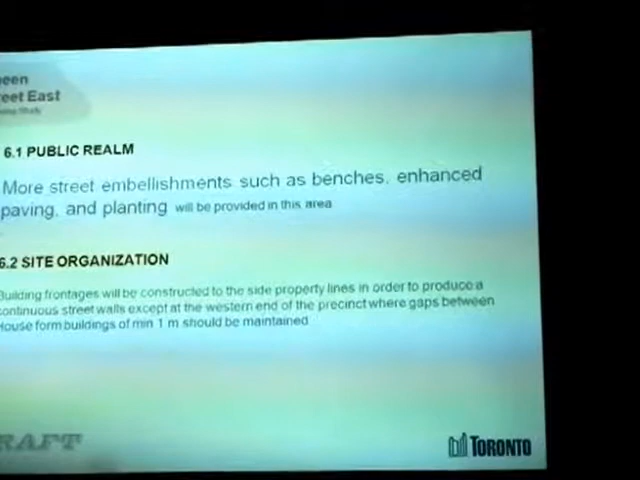 een
eet East
6.1 PUBLIC REALM
More street embellishments such as benches, enhanced
paving, and planting will be provided in this area
6.2 SITE ORGANIZATION
Building frontages will be constructed to the side property lines in order to produce a
continuous street walls except at the western end of the precinct where gaps between
House form buildings of min 1 m should be maintained
RAFT
TORONTO